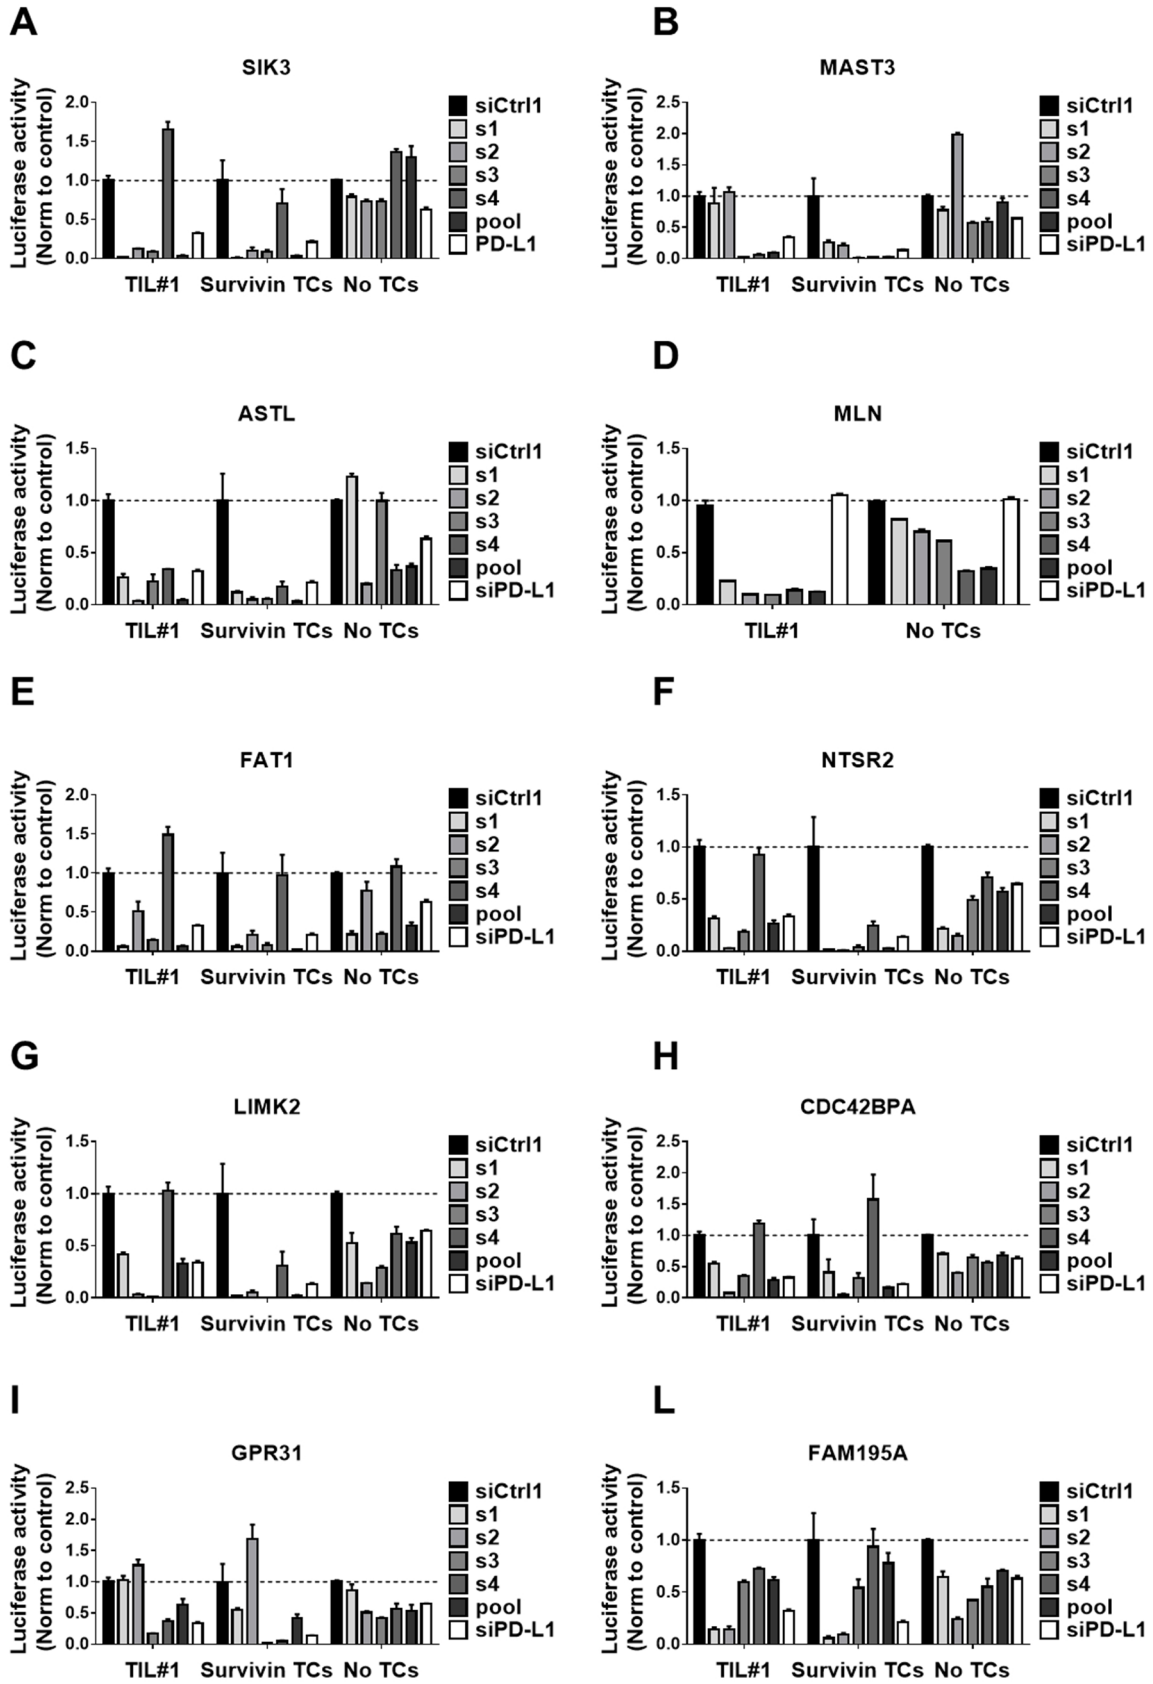 A
SIK3
Luciferase activity
(Norm to control)
2.0
1.5
1.0
0.5
0.0
TIL#1 Survivin TCs No TCs
siCtrl1
s1
s2
s3
s4
pool
PD-L1
B
MAST3
Luciferase activity
(Norm to control)
2.5
2.0
1.5
1.0
0.5
0.0
TIL#1 Survivin TCs No TCs
siCtrl1
s1
s2
s3
s4
pool
siPD-L1
C
ASTL
Luciferase activity
(Norm to control)
1.5
1.0
0.5
0.0
TIL#1 Survivin TCs No TCs
siCtrl1
s1
s2
s3
s4
pool
siPD-L1
D
MLN
Luciferase activity
(Norm to control)
1.5
1.0
0.5
0.0
TIL#1 No TCs
siCtrl1
s1
s2
s3
s4
pool
siPD-L1
E
FAT1
Luciferase activity
(Norm to control)
2.0
1.5
1.0
0.5
0.0
TIL#1 Survivin TCs No TCs
siCtrl1
s1
s2
s3
s4
pool
siPD-L1
F
NTSR2
Luciferase activity
(Norm to control)
1.5
1.0
0.5
0.0
TIL#1 Survivin TCs No TCs
siCtrl1
s1
s2
s3
s4
pool
siPD-L1
G
LIMK2
Luciferase activity
(Norm to control)
1.5
1.0
0.5
0.0
TIL#1 Survivin TCs No TCs
siCtrl1
s1
s2
s3
s4
pool
siPD-L1
H
CDC42BPA
Luciferase activity
(Norm to control)
2.5
2.0
1.5
1.0
0.5
0.0
TIL#1 Survivin TCs No TCs
siCtrl1
s1
s2
s3
s4
pool
siPD-L1
I
GPR31
Luciferase activity
(Norm to control)
2.5
2.0
1.5
1.0
0.5
0.0
TIL#1 Survivin TCs No TCs
siCtrl1
s1
s2
s3
s4
pool
siPD-L1
L
FAM195A
Luciferase activity
(Norm to control)
1.5
1.0
0.5
0.0
TIL#1 Survivin TCs No TCs
siCtrl1
s1
s2
s3
s4
pool
siPD-L1